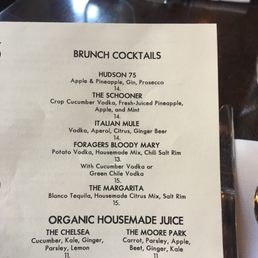 BRUNCH COCKTAILS
HUDSON 75
Apple & Pineapple, Gin, Prosecco
14.
THE SCHOONER
Crop Cucumber Vodka, Fresh-Juiced Pineapple,
Apple, and Mint
14.
ITALIAN MULE
Vodka, Aperol, Citrus, Ginger Beer
14.
FORAGERS BLOODY MARY
Potato Vodka, Housemade Mix, Chili Salt Rim
13.
With Cucumber Vodka or
Green Chile Vodka
15.
THE MARGARITA
Blanco Tequila, Housemade Citrus Mix, Salt Rim
15.
ORGANIC HOUSEMADE JUICE
THE CHELSEA
Cucumber, Kale, Ginger,
Parsley, Lemon
11.
THE MOORE PARK
Carrot, Parsley, Apple,
Beet, Ginger, Kale
11